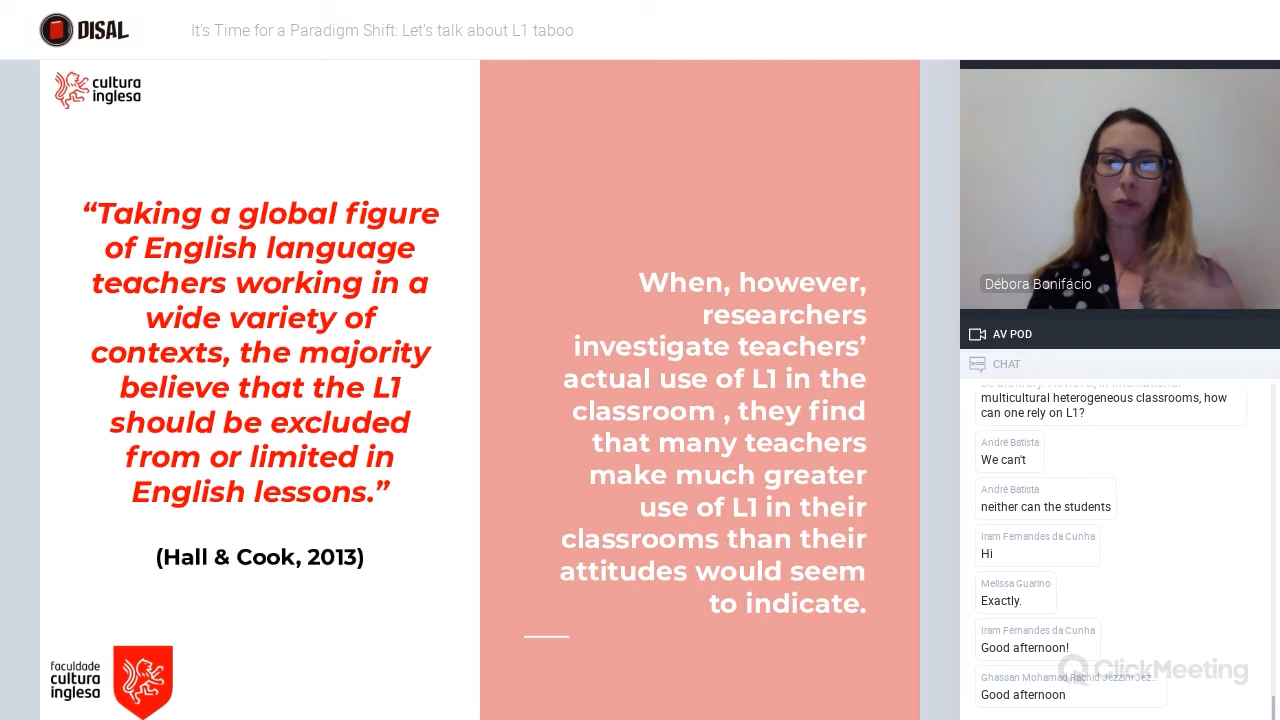 DISAL
It's Time for a Paradigm Shift: Let's talk about L1 taboo
cultura
inglesa
“Taking a global figure
of English language
teachers working in a
wide variety of
contexts, the majority
believe that the L1
should be excluded
from or limited in
English lessons.”
(Hall & Cook, 2013)
faculdade
cultura
inglesa
When, however,
researchers
investigate teachers’
actual use of L1 in the
classroom , they find
that many teachers
make much greater
use of L1 in their
classrooms than their
attitudes would seem
to indicate.
Débora Bonifácio
AV POD
CHAT
multicultural heterogeneous classrooms, how
can one rely on L1?
André Batista
We can't
André Batista
neither can the students
Iram Fernandes da Cunha
Hi
Melissa Guarino
Exactly.
Iram Fernandes da Cunha
Good afternoon!
Ghassan Mohamad Rachid Jezzini Jez...
Good afternoon
ClickMeeting